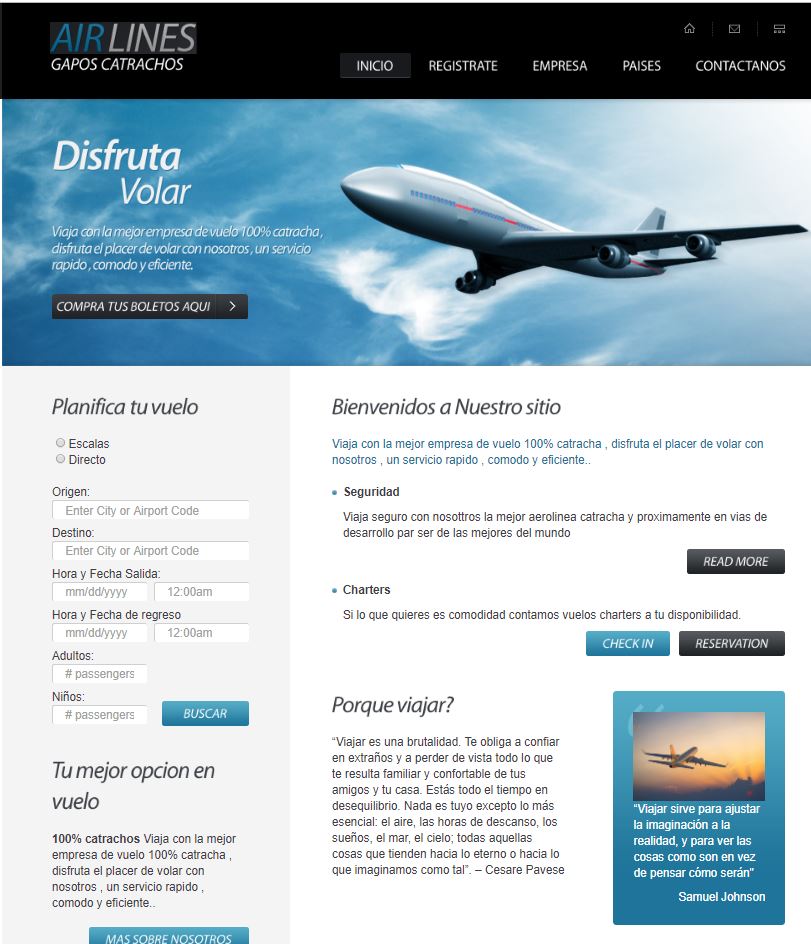 AIRLINES
GAPOS CATRACHOS
INICIO
REGISTRATE
EMPRESA
PAISES
CONTACTANOS
Disfruta
Volar
Viaja con la mejor empresa de vuelo 100% catracha ,
disfruta el placer de volar con nosotros , un servicio
rapido , comodo y eficiente.
COMPRA TUS BOLETOS AQUI
Planifica tu vuelo
Escalas
Directo
Origen:
Enter City or Airport Code
Destino:
Enter City or Airport Code
Hora y Fecha Salida:
mm/dd/yyyy 12:00am
Hora y Fecha de regreso
mm/dd/yyyy 12:00am
Adultos:
# passengers
Niños:
# passengers
BUSCAR
Tu mejor opcion en
vuelo
100% catrachos Viaja con la mejor
empresa de vuelo 100% catracha ,
disfruta el placer de volar con
nosotros , un servicio rapido ,
comodo y eficiente..
MAS SOBRE NOSOTROS
Bienvenidos a Nuestro sitio
Viaja con la mejor empresa de vuelo 100% catracha , disfruta el placer de volar con
nosotros , un servicio rapido , comodo y eficiente..
Seguridad
Viaja seguro con nosottros la mejor aerolinea catracha y proximamente en vias de
desarrollo par ser de las mejores del mundo
READ MORE
Charters
Si lo que quieres es comodidad contamos vuelos charters a tu disponibilidad.
CHECK IN
RESERVATION
Porque viajar?
“Viajar es una brutalidad. Te obliga a confiar
en extraños y a perder de vista todo lo que
te resulta familiar y confortable de tus
amigos y tu casa. Estás todo el tiempo en
desequilibrio. Nada es tuyo excepto lo más
esencial: el aire, las horas de descanso, los
sueños, el mar, el cielo; todas aquellas
cosas que tienden hacia lo eterno o hacia lo
que imaginamos como tal”. – Cesare Pavese
“Viajar sirve para ajustar
la imaginación a la
realidad, y para ver las
cosas como son en vez
de pensar cómo serán”
Samuel Johnson